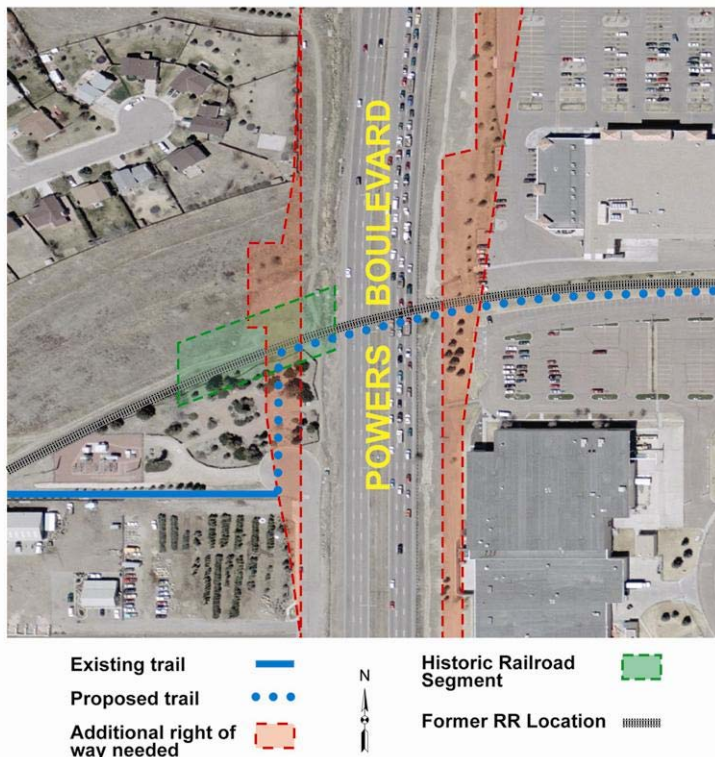 POWERS BOULEVARD
Existing trail
Proposed trail
Additional right of
way needed
N
Historic Railroad
Segment
Former RR Location